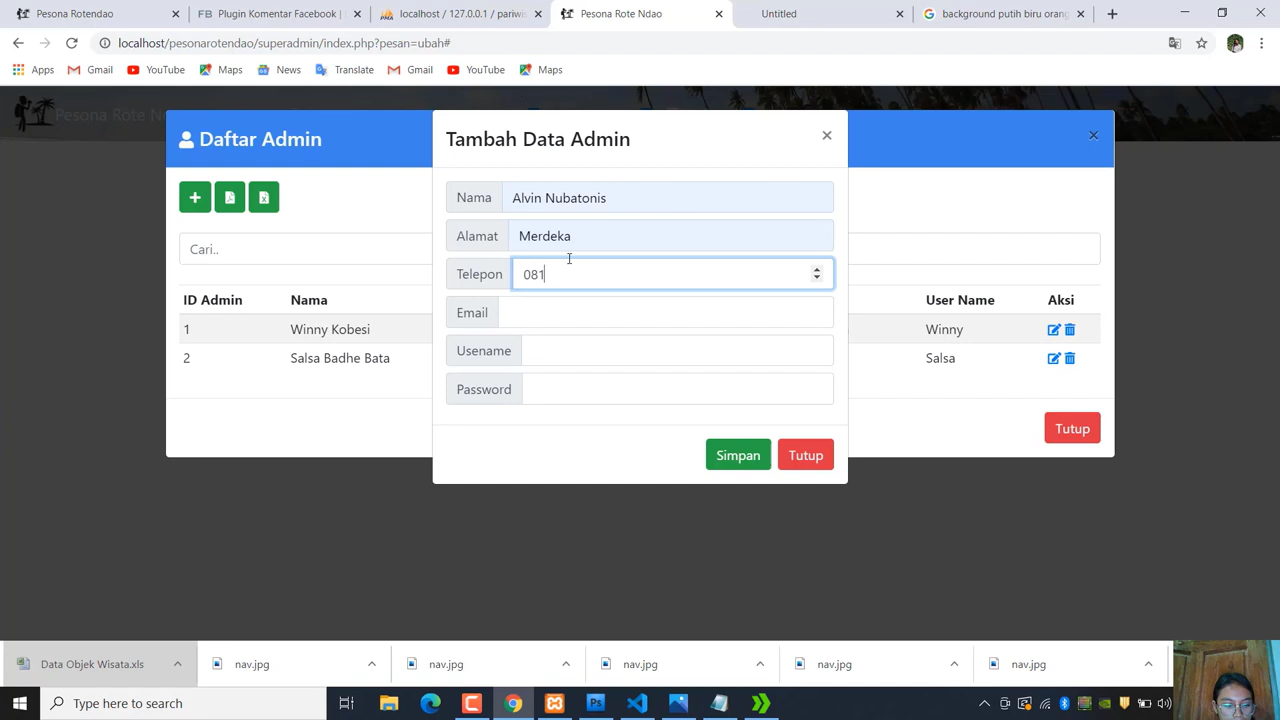 Pesona Rotendao
Plugin Komentar Facebook |
localhost / 127.0.0.1 / pariwis
Pesona Rote Ndao
Untitled
background putih biru orang
localhost/pesonarotendao/superadmin/index.php?pesan=ubah#
Apps
Gmail
YouTube
Maps
News
Translate
Gmail
YouTube
Maps
Pesona Rote N
Daftar Admin
Tambah Data Admin
Nama
Alvin Nubatonis
Alamat
Merdeka
Cari..
Telepon
081
ID Admin
Nama
User Name
Aksi
Email
1
Winny Kobesi
Winny
Usename
2
Salsa Badhe Bata
Salsa
Password
Tutup
Simpan
Tutup
Data Objek Wisata.xls
nav.jpg
nav.jpg
nav.jpg
nav.jpg
nav.jpg
Type here to search